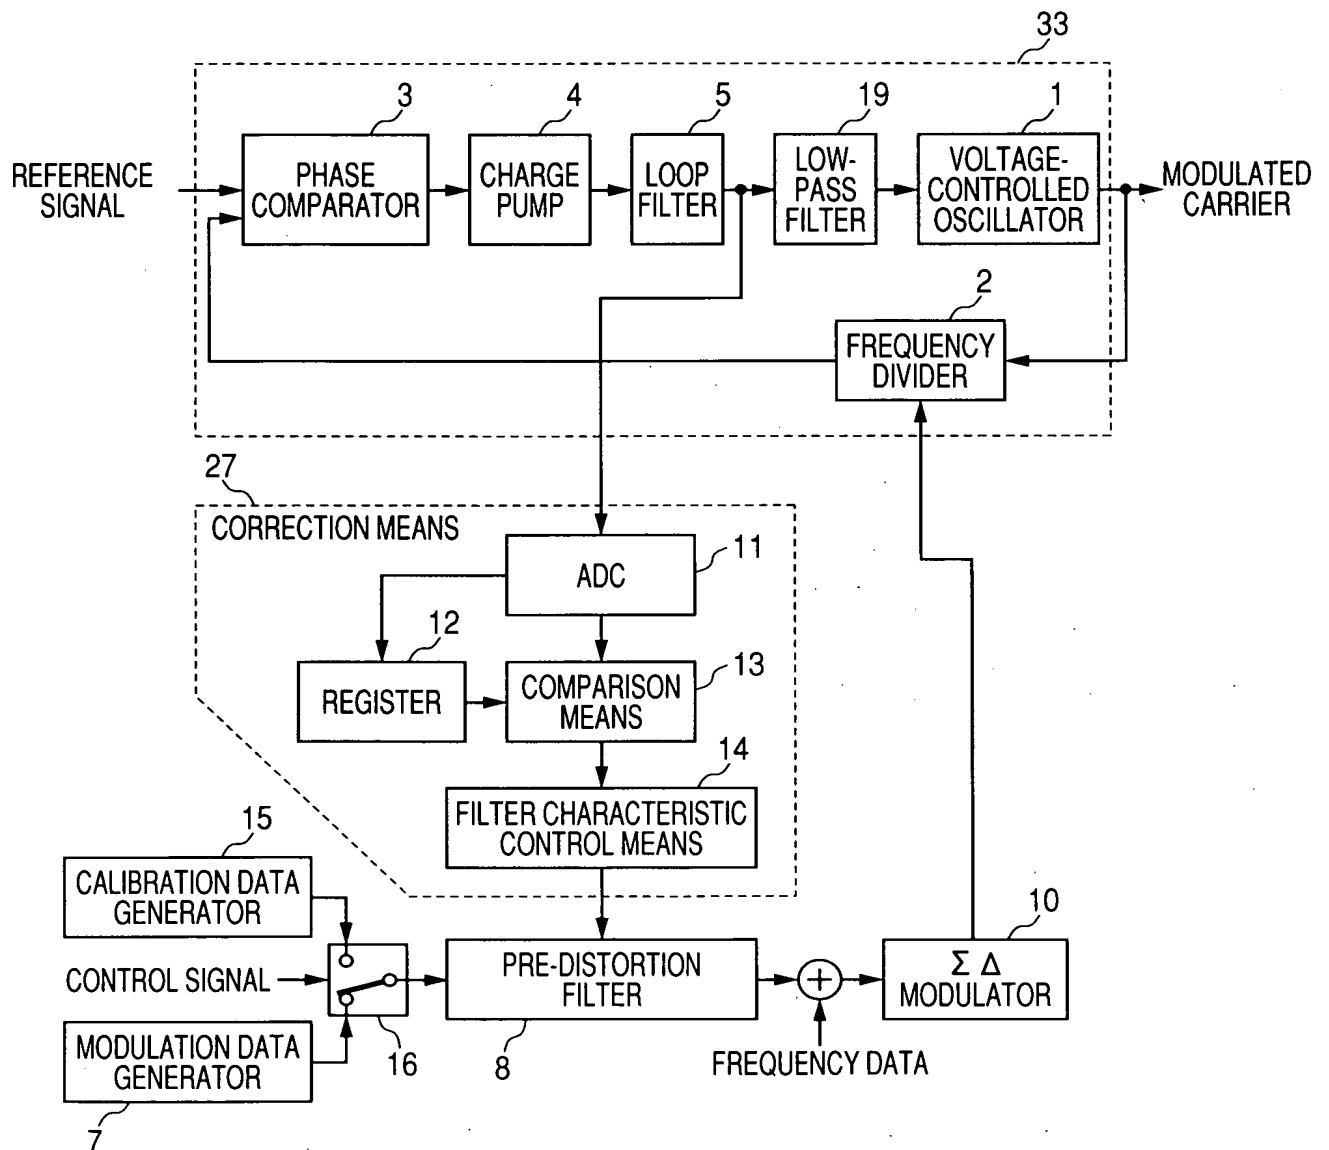 33
3
4
5
19
1
REFERENCE
SIGNAL
PHASE
COMPARATOR
CHARGE
PUMP
LOOP
FILTER
LOW-
PASS
FILTER
VOLTAGE-
CONTROLLED
OSCILLATOR
MODULATED
CARRIER
2
FREQUENCY
DIVIDER
27
CORRECTION MEANS
ADC
11
12
REGISTER
13
COMPARISON
MEANS
14
FILTER CHARACTERISTIC
CONTROL MEANS
15
CALIBRATION DATA
GENERATOR
CONTROL SIGNAL
16
MODULATION DATA
GENERATOR
7
PRE-DISTORTION
FILTER
8
+
FREQUENCY DATA
10
Σ Δ
MODULATOR